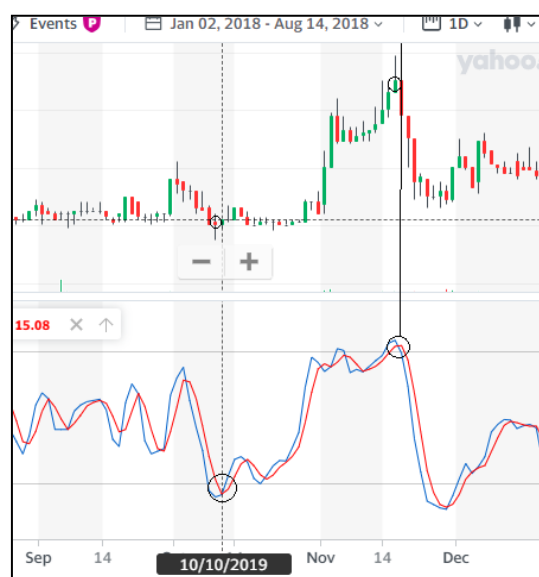 Events P Jan 02, 2018 - Aug 14, 2018 1D
yahoo
− +
15.08
Sep 14 Nov 14 Dec
10/10/2019